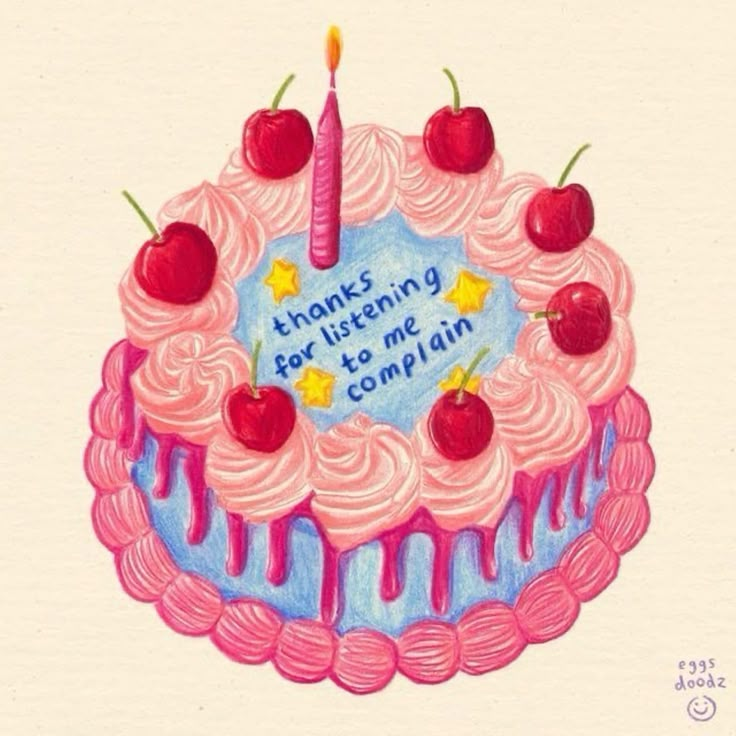 thanks
for listening
to me
complain
eggs
doodz